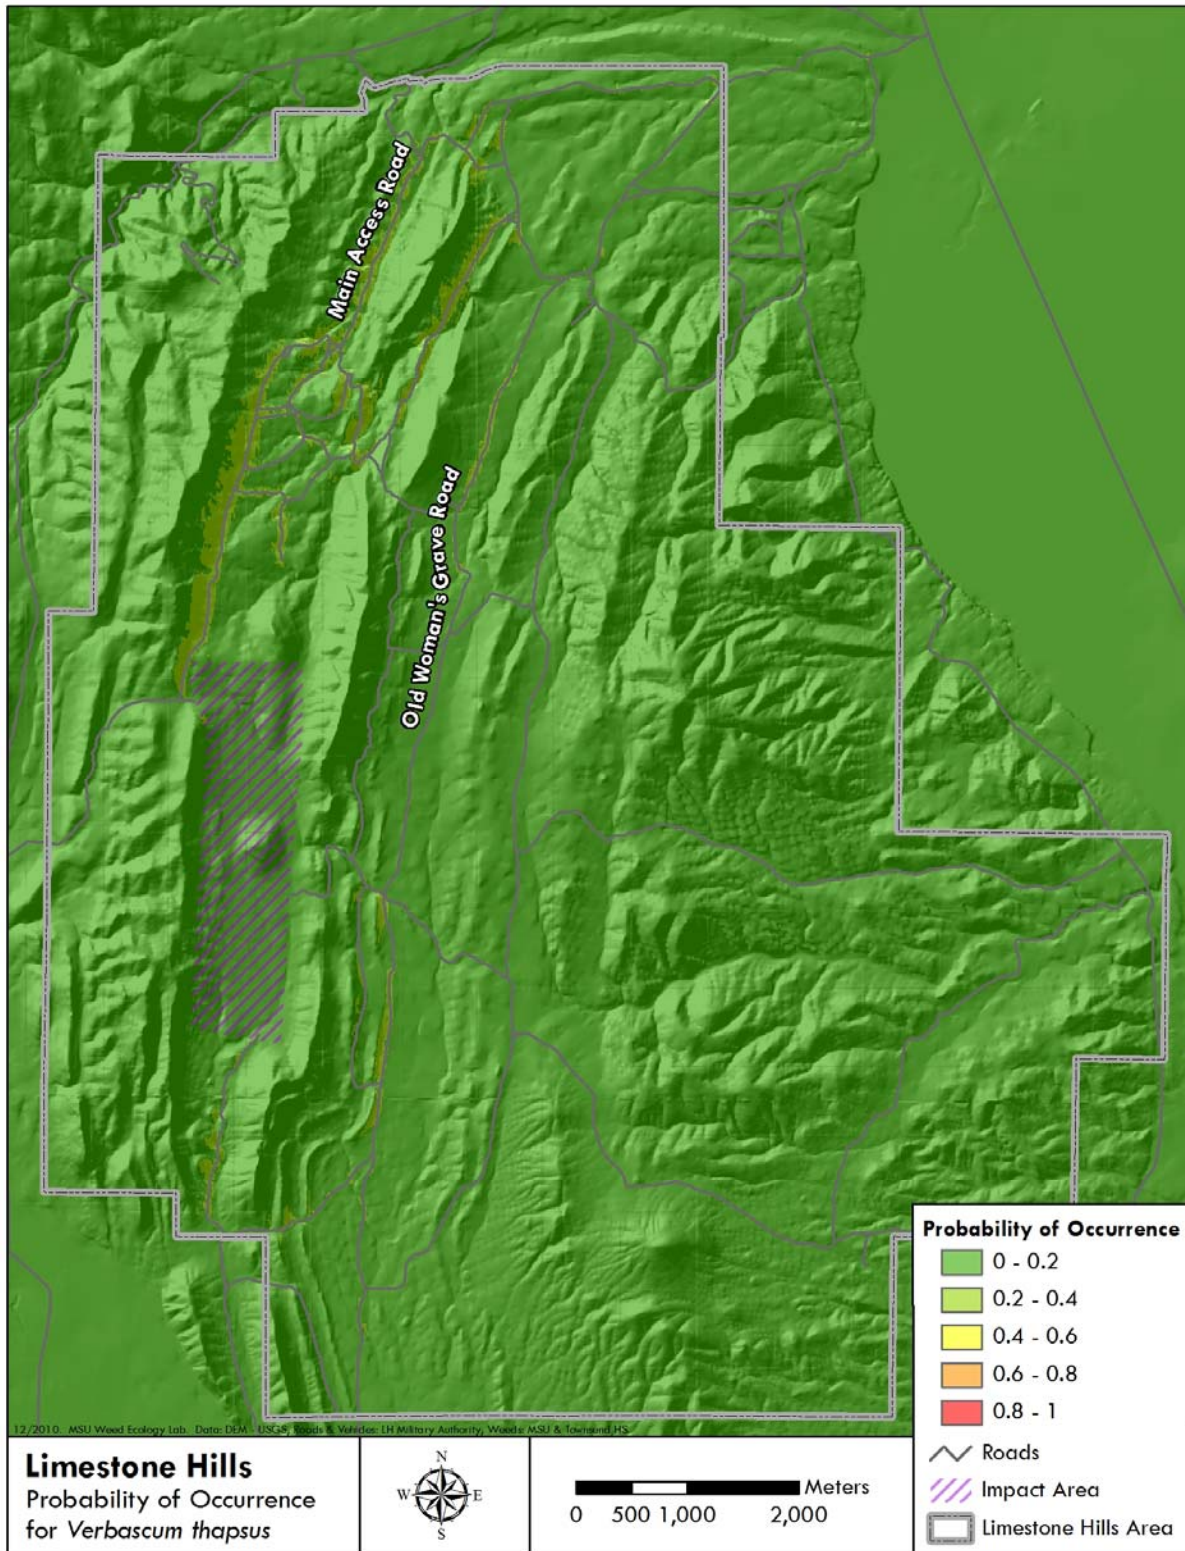 Main Access Road
Old Woman's Grave Road
12/2010. MSU Weed Ecology Lab. Data: DEM - USGS, Roads & Vehicles: LH Military Authority, Weeds: MSU & Townsend HS
Limestone Hills
Probability of Occurrence
for Verbascum thapsus
N
W E
S
Meters
0 500 1,000 2,000
Probability of Occurrence
0 - 0.2
0.2 - 0.4
0.4 - 0.6
0.6 - 0.8
0.8 - 1
Roads
Impact Area
Limestone Hills Area